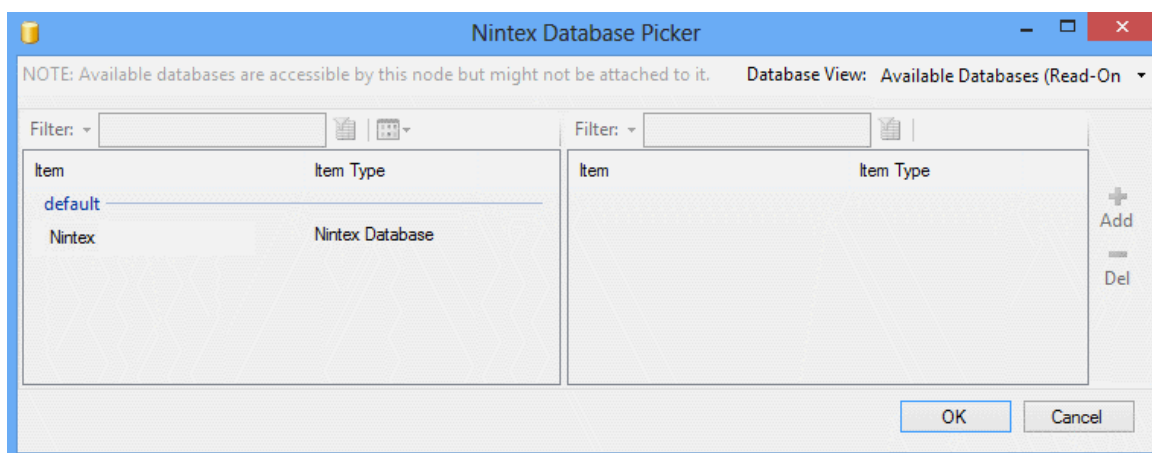 Nintex Database Picker
NOTE: Available databases are accessible by this node but might not be attached to it. Database View: Available Databases (Read-On
Filter: Filter:
Item Item Type Item Item Type
default
Nintex Nintex Database
Add
Del
OK Cancel